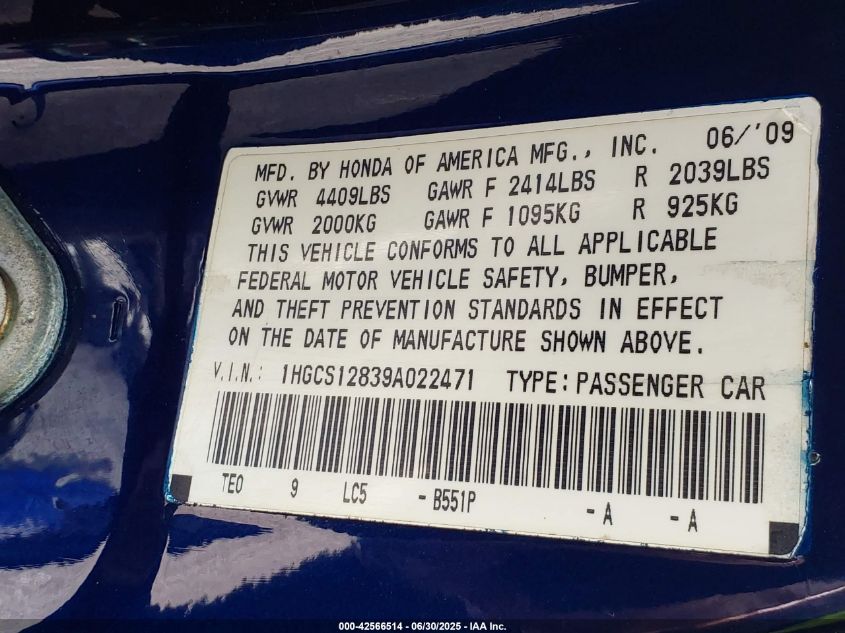 MFD. BY HONDA OF AMERICA MFG., INC. 06/'09
GVWR 4409LBS GAWR F 2414LBS R 2039LBS
GVWR 2000KG GAWR F 1095KG R 925KG
THIS VEHICLE CONFORMS TO ALL APPLICABLE
FEDERAL MOTOR VEHICLE SAFETY, BUMPER,
AND THEFT PREVENTION STANDARDS IN EFFECT
ON THE DATE OF MANUFACTURE SHOWN ABOVE.
V.I.N.: 1HGCS12839A022471 TYPE: PASSENGER CAR
TE0 9 LC5 - B551P - A - A
000-42566514 - 06/30/2025 - IAA Inc.